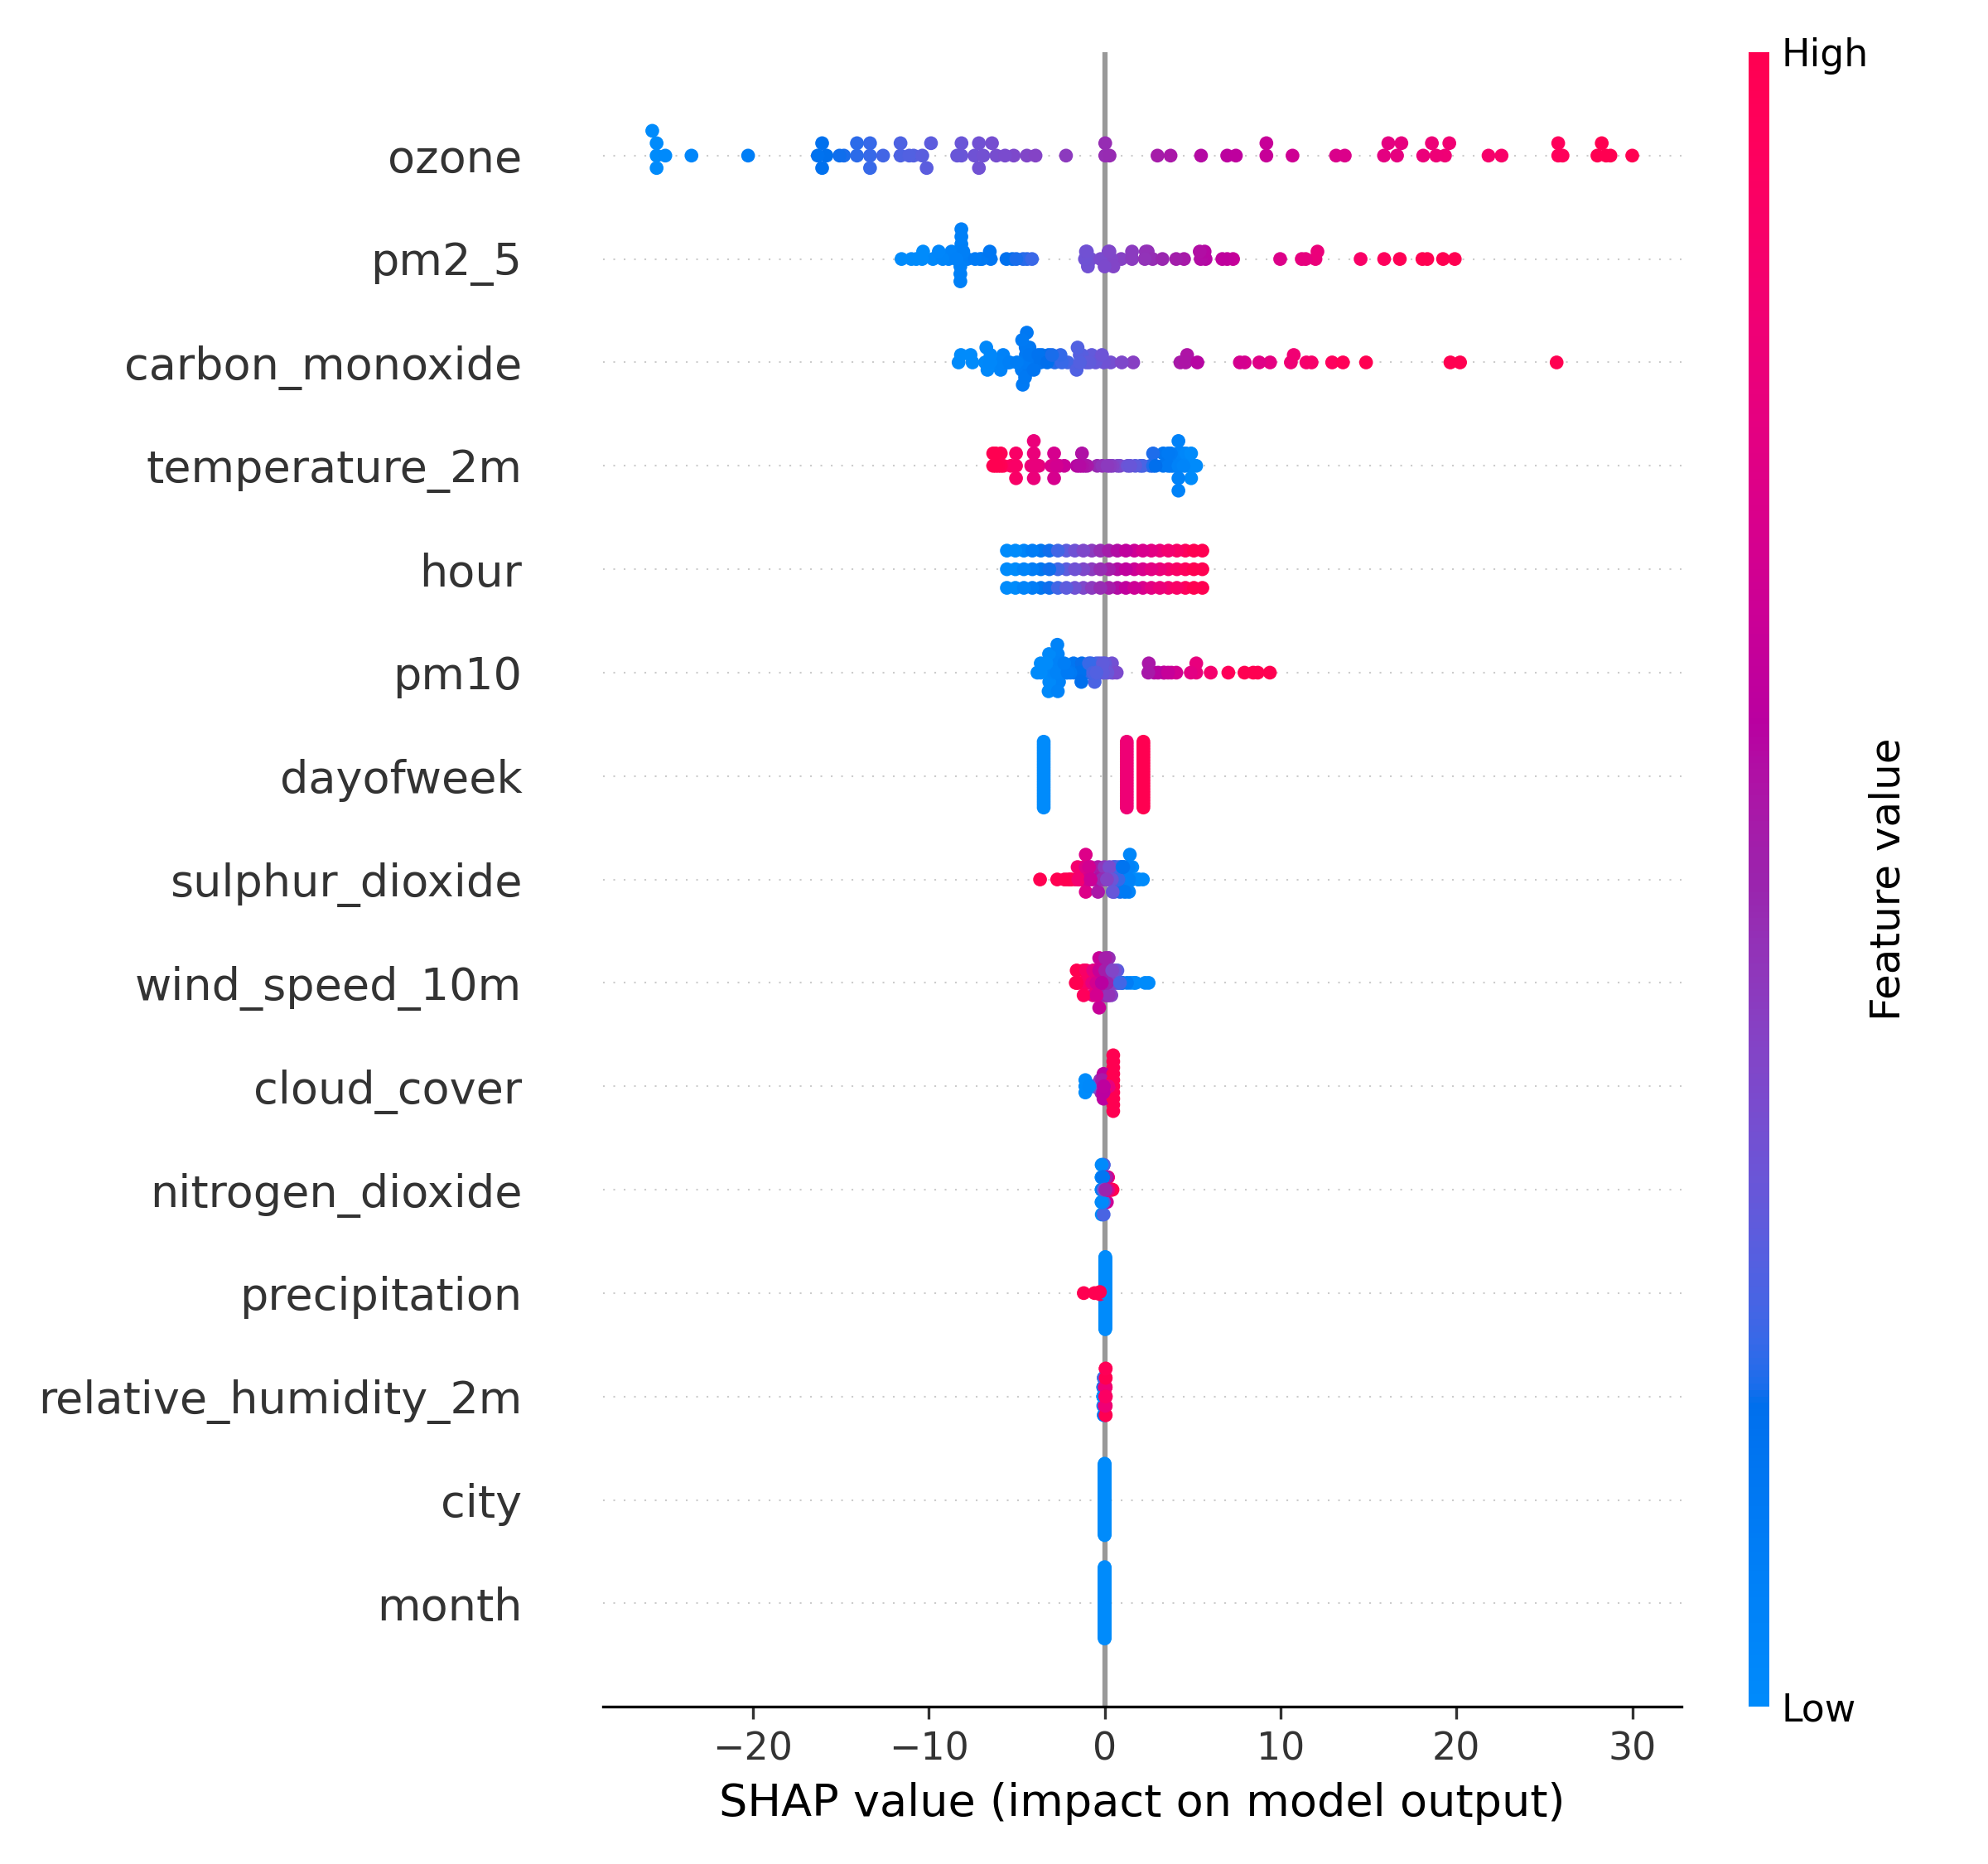 High
ozone
pm2_5
carbon_monoxide
temperature_2m
hour
pm10
dayofweek
sulphur_dioxide
wind_speed_10m
cloud_cover
nitrogen_dioxide
precipitation
relative_humidity_2m
city
month
Feature value
Low
−20 −10 0 10 20 30
SHAP value (impact on model output)